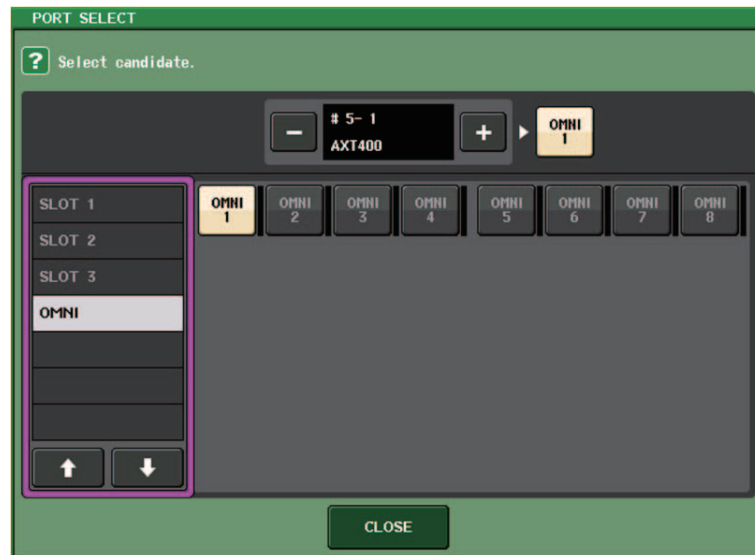 PORT SELECT
? Select candidate.
− # 5- 1 + OMNI 1
AXT400
SLOT 1
SLOT 2
SLOT 3
OMNI
OMNI 1 OMNI 2 OMNI 3 OMNI 4 OMNI 5 OMNI 6 OMNI 7 OMNI 8
CLOSE